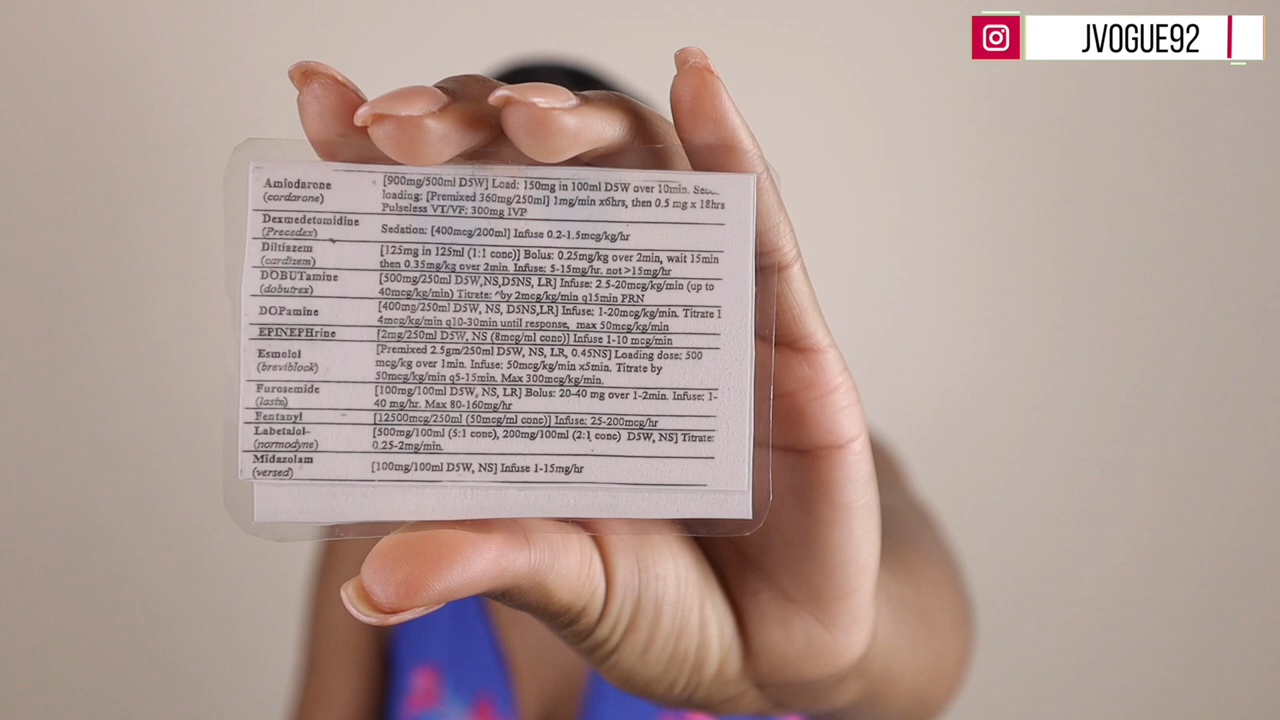 JVOGUE92
Amiodarone
(cordarone)
[900mg/500ml D5W] Load: 150mg in 100ml D5W over 10min.
loading: [Premixed 360mg/250ml] 1mg/min x6hrs, then 0.5 mg x 18hrs
Pulseless VT/VF: 300mg IVP
Dexmedetomidine
(Precedex)
Sedation: [400mcg/200ml] Infuse 0.2-1.5mcg/kg/hr
Diltiazem
(cardizem)
[125mg in 125ml (1:1 conc)] Bolus: 0.25mg/kg over 2min, wait 15min
then 0.35mg/kg over 2min. Infuse: 5-15mg/hr. not >15mg/hr
DOBUTamine
(dobutrex)
[500mg/250ml D5W,NS,D5NS, LR] Infuse: 2.5-20mcg/kg/min (up to
40mcg/kg/min) Titrate: ^by 2mcg/kg/min q15min PRN
DOPamine
[400mg/250ml D5W, NS, D5NS,LR] Infuse: 1-20mcg/kg/min. Titrate 1
4mcg/kg/min q10-30min until response, max 50mcg/kg/min
EPINEPHrine
[2mg/250ml D5W, NS (8mcg/ml conc)] Infuse 1-10 mcg/min
Esmolol
(breviblock)
[Premixed 2.5gm/250ml D5W, NS, LR, 0.45NS] Loading dose: 500
mcg/kg over 1min. Infuse: 50mcg/kg/min x5min. Titrate by
50mcg/kg/min q5-15min. Max 300mcg/kg/min.
Furosemide
(lasix)
[100mg/100ml D5W, NS, LR] Bolus: 20-40 mg over 1-2min. Infuse: 1-
40 mg/hr. Max 80-160mg/hr
Fentanyl
[12500mcg/250ml (50mcg/ml conc)] Infuse: 25-200mcg/hr
Labetalol-
(normodyne)
[500mg/100ml (5:1 conc), 200mg/100ml (2:1 conc) D5W, NS] Titrate:
0.25-2mg/min.
Midazolam
(versed)
[100mg/100ml D5W, NS] Infuse 1-15mg/hr